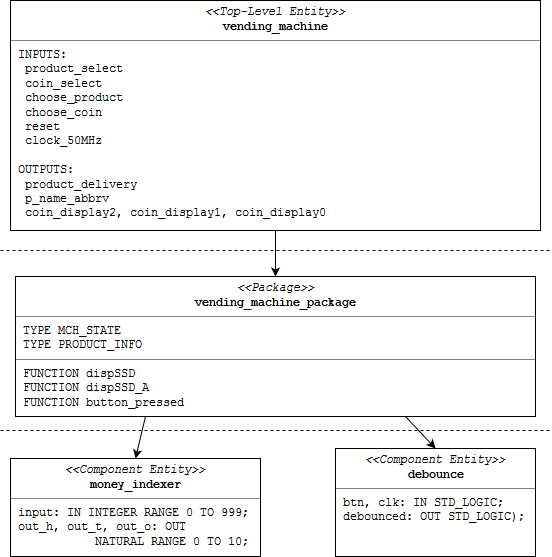 <<Top-Level Entity>>
vending_machine
INPUTS:
product_select
coin_select
choose_product
choose_coin
reset
clock_50MHz
OUTPUTS:
product_delivery
p_name_abbrv
coin_display2, coin_display1, coin_display0
<<Package>>
vending_machine_package
TYPE MCH_STATE
TYPE PRODUCT_INFO
FUNCTION dispSSD
FUNCTION dispSSD_A
FUNCTION button_pressed
<<Component Entity>>
money_indexer
input: IN INTEGER RANGE 0 TO 999;
out_h, out_t, out_o: OUT
NATURAL RANGE 0 TO 10;
<<Component Entity>>
debounce
btn, clk: IN STD_LOGIC;
debounced: OUT STD_LOGIC);